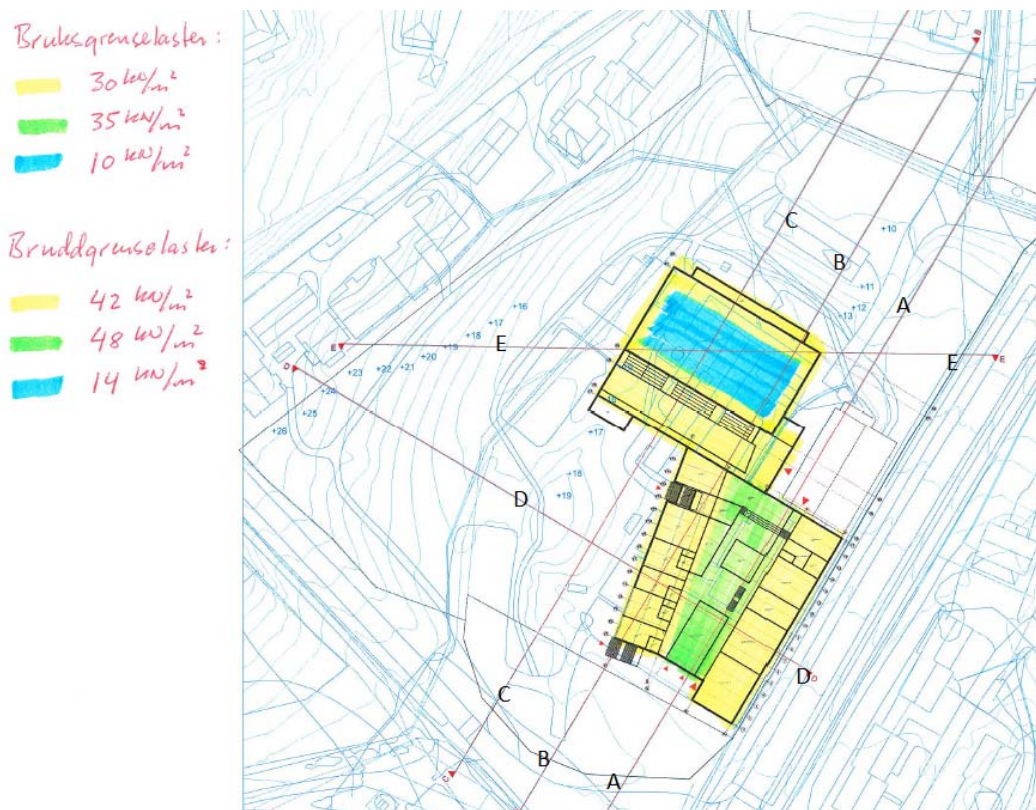 Bruksgrenselaster:
30 kN/m²
35 kN/m²
10 kN/m²
Bruddgrenselaster:
42 kN/m²
48 kN/m²
14 kN/m²
B
C
+10
B
+11
A
+12
+13
+16
+17
+18
E
+19
E
E
+20
E
D
+22
+21
+23
+24
+25
+26
+17
+18
D
+19
D
D
C
B
C
A